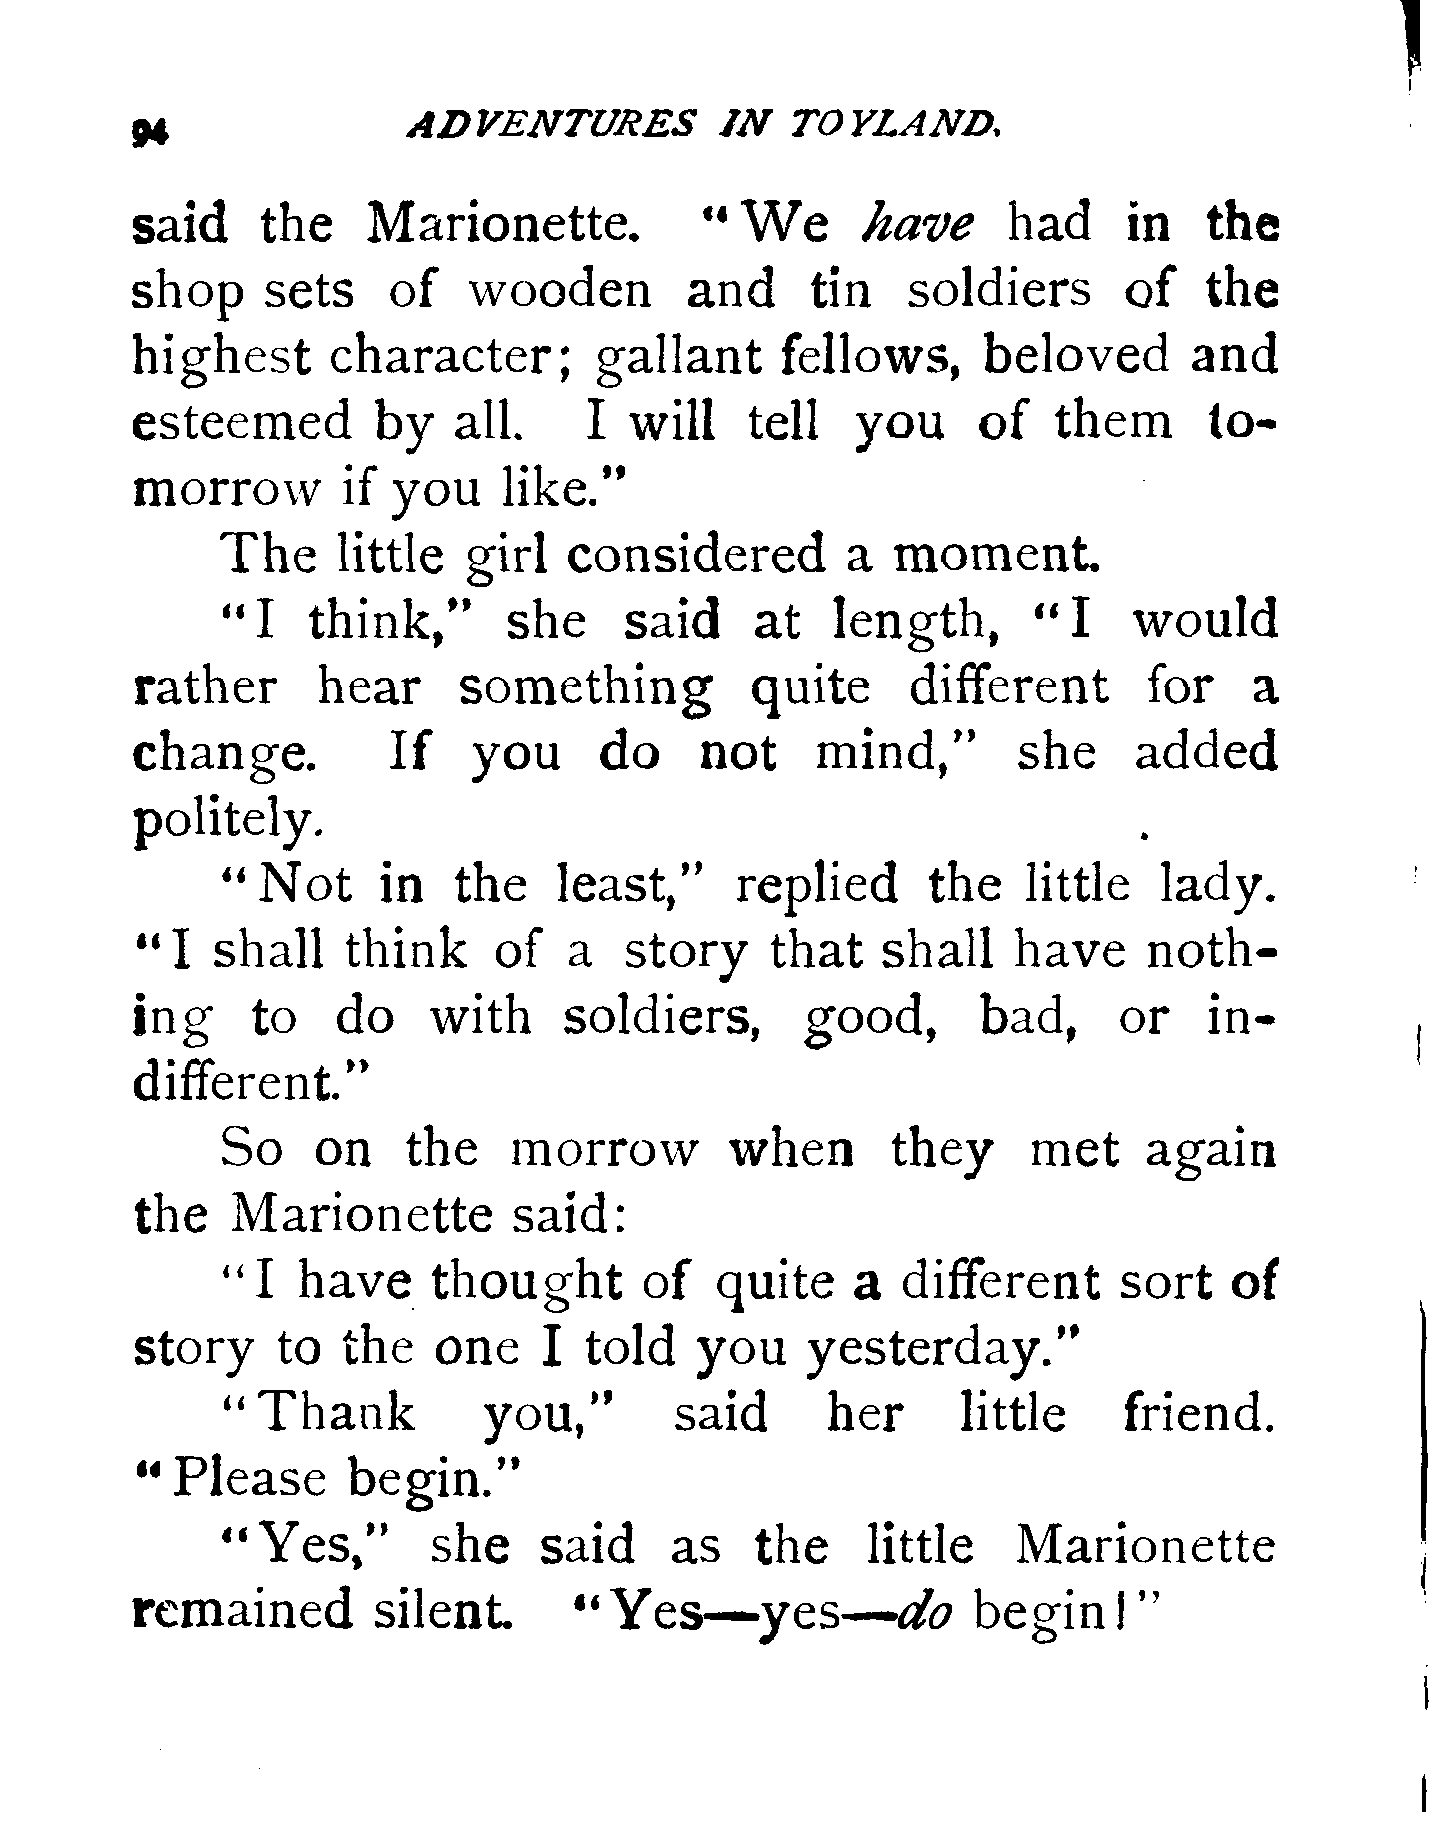 94 ADVENTURES IN TOYLAND.
said the Marionette. "We have had in the
shop sets of wooden and tin soldiers of the
highest character; gallant fellows, beloved and
esteemed by all. I will tell you of them to-
morrow if you like."
The little girl considered a moment.
"I think," she said at length, "I would
rather hear something quite different for a
change. If you do not mind," she added
politely.
"Not in the least," replied the little lady.
"I shall think of a story that shall have noth-
ing to do with soldiers, good, bad, or in-
different."
So on the morrow when they met again
the Marionette said:
"I have thought of quite a different sort of
story to the one I told you yesterday."
"Thank you," said her little friend.
"Please begin."
"Yes," she said as the little Marionette
remained silent. "Yes—yes—do begin!"